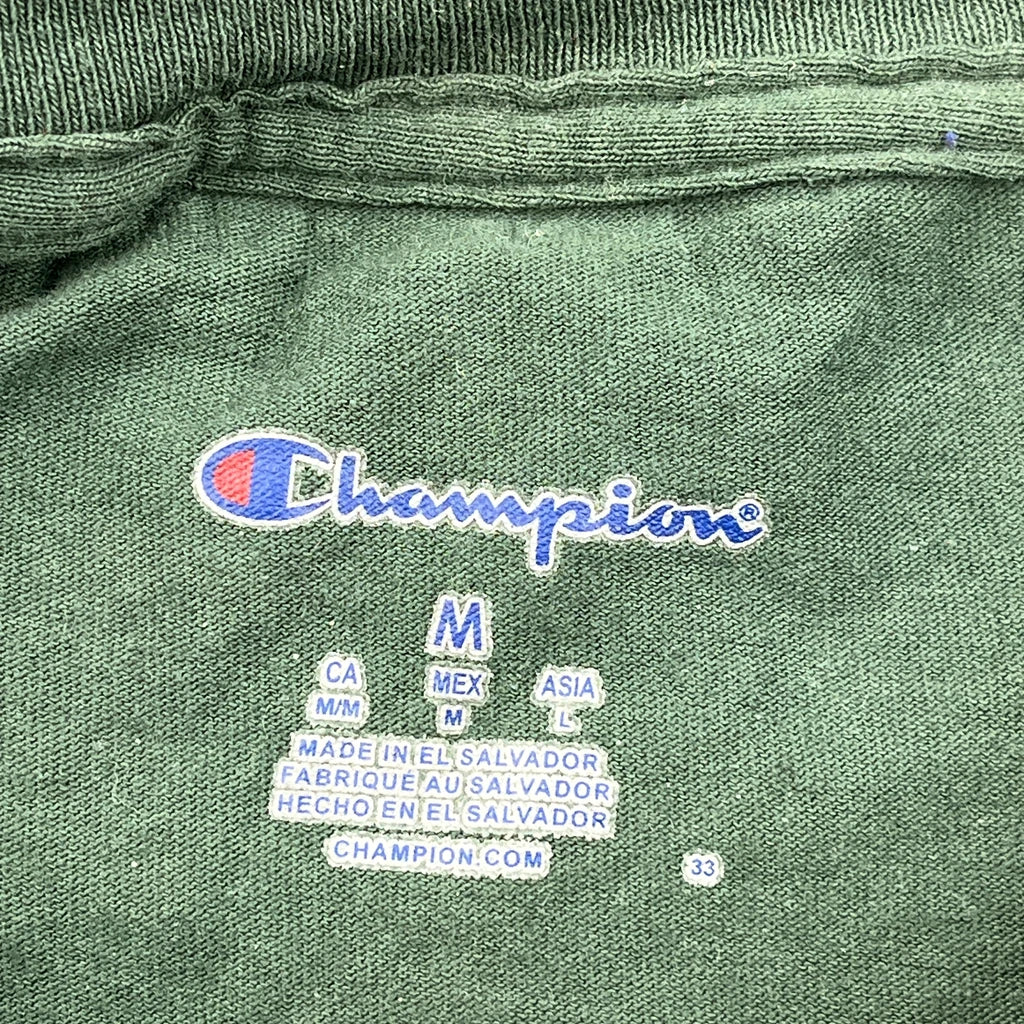 Champion®
M
CA MEX ASIA
M/M M L
MADE IN EL SALVADOR
FABRIQUÉ AU SALVADOR
HECHO EN EL SALVADOR
CHAMPION.COM
33